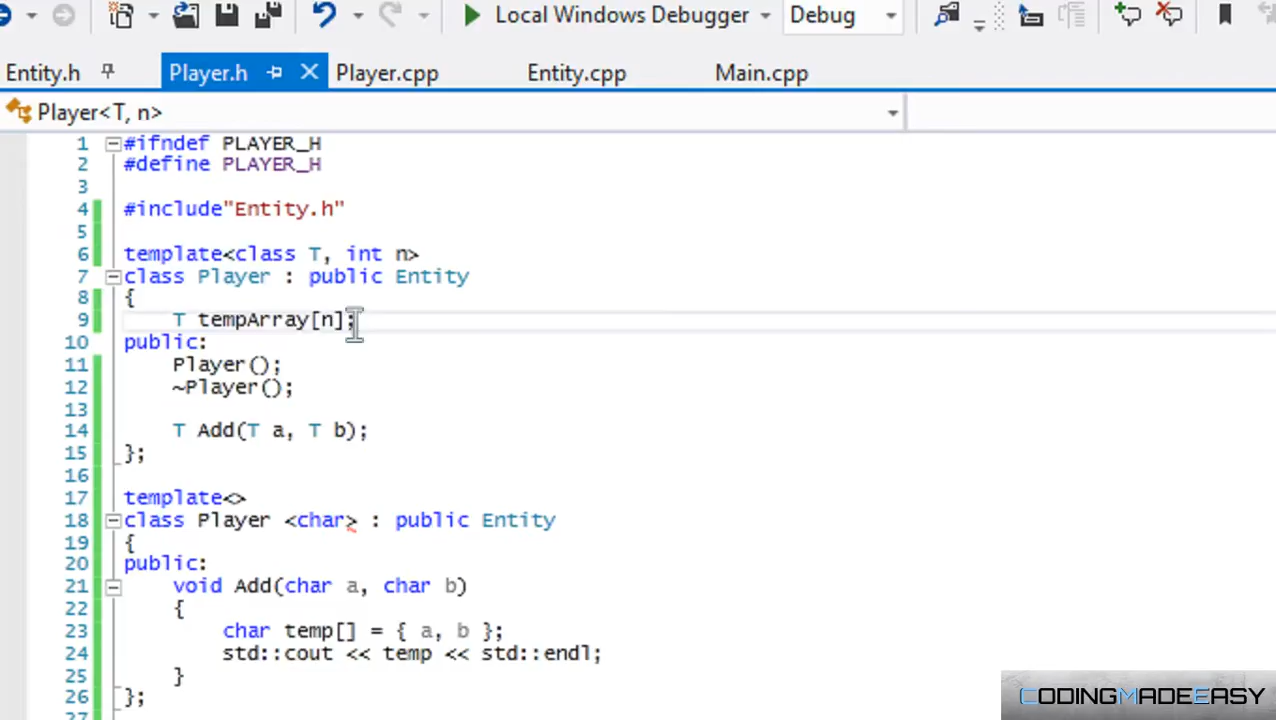 Local Windows Debugger Debug
Entity.h Player.h Player.cpp Entity.cpp Main.cpp
Player<T, n>
1 #ifndef PLAYER_H
2 #define PLAYER_H
3
4 #include"Entity.h"
5
6 template<class T, int n>
7 class Player : public Entity
8 {
9 T tempArray[n];
10 public:
11 Player();
12 ~Player();
13
14 T Add(T a, T b);
15 };
16
17 template<>
18 class Player <char> : public Entity
19 {
20 public:
21 void Add(char a, char b)
22 {
23 char temp[] = { a, b };
24 std::cout << temp << std::endl;
25 }
26 };
27
CODINGMADEEASY